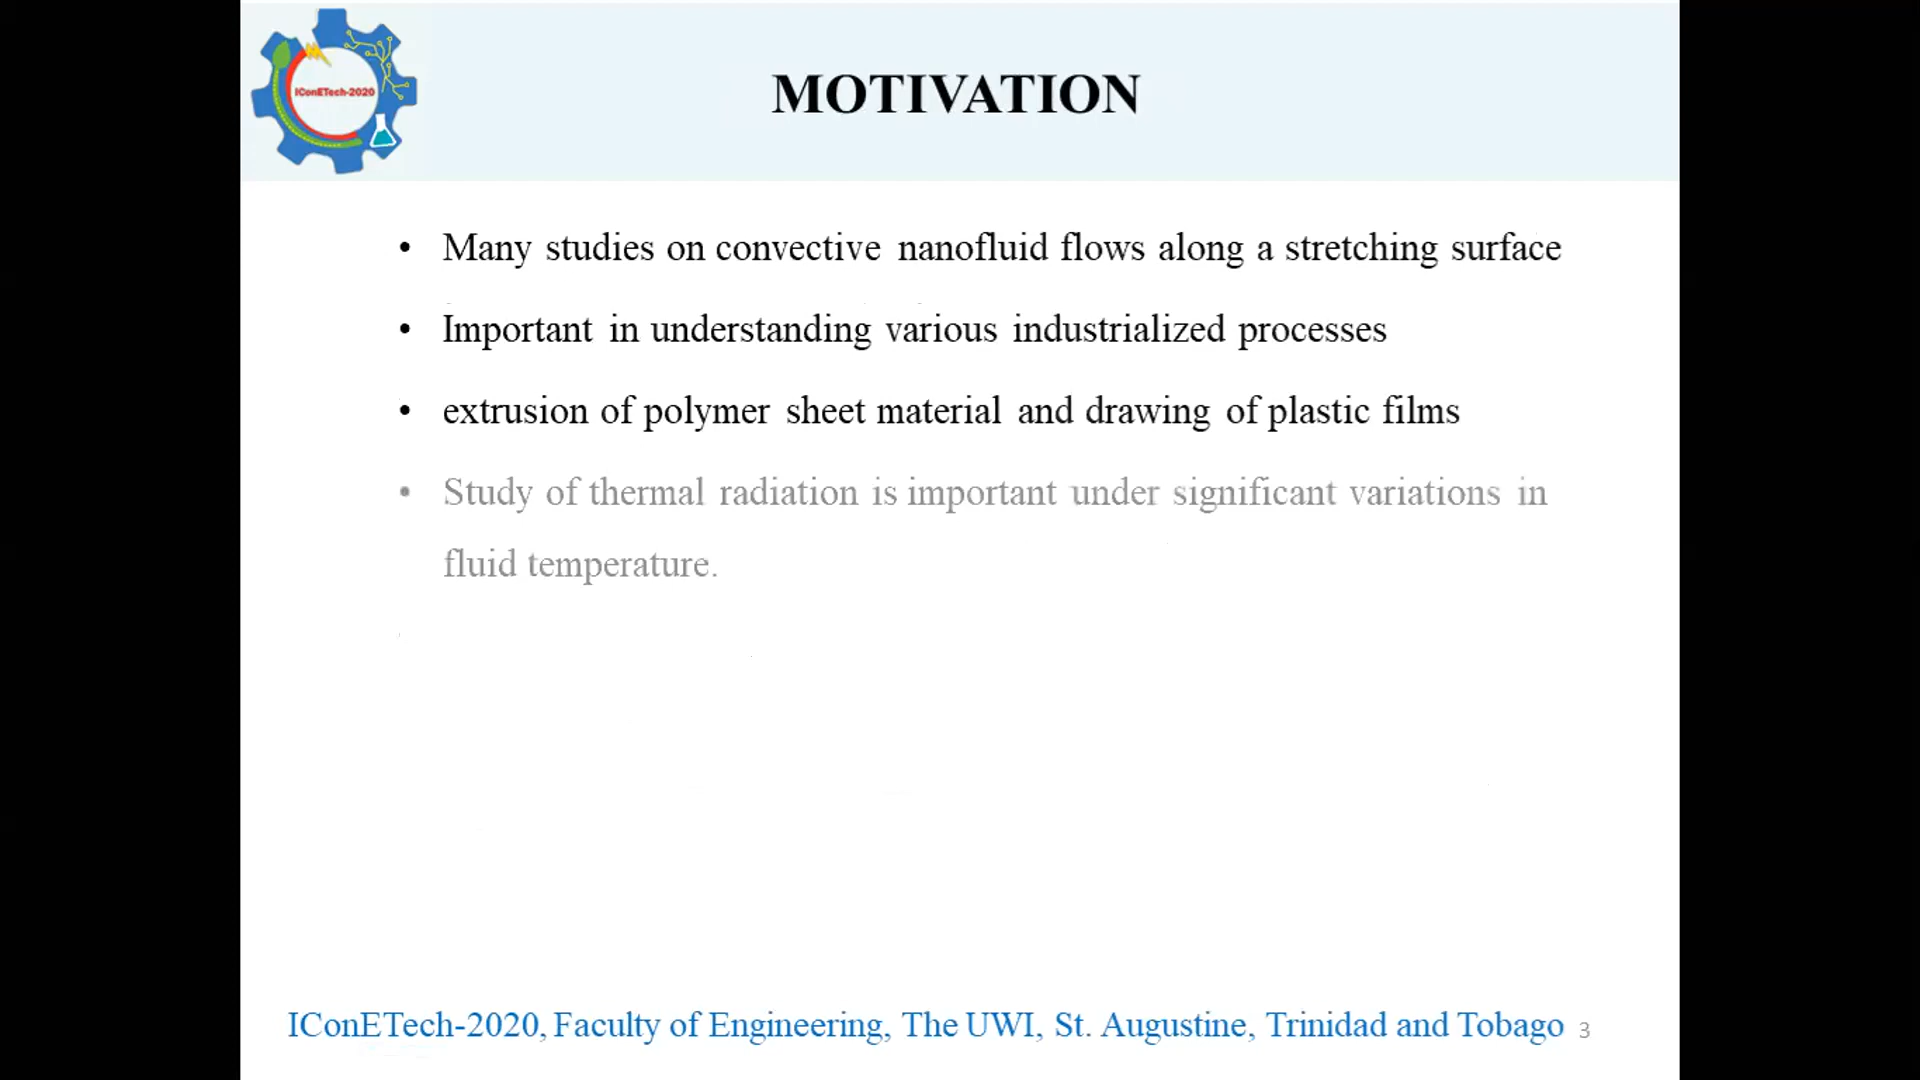 IConETech-2020
MOTIVATION
• Many studies on convective nanofluid flows along a stretching surface
• Important in understanding various industrialized processes
• extrusion of polymer sheet material and drawing of plastic films
• Study of thermal radiation is important under significant variations in
fluid temperature.
IConETech-2020, Faculty of Engineering, The UWI, St. Augustine, Trinidad and Tobago 3